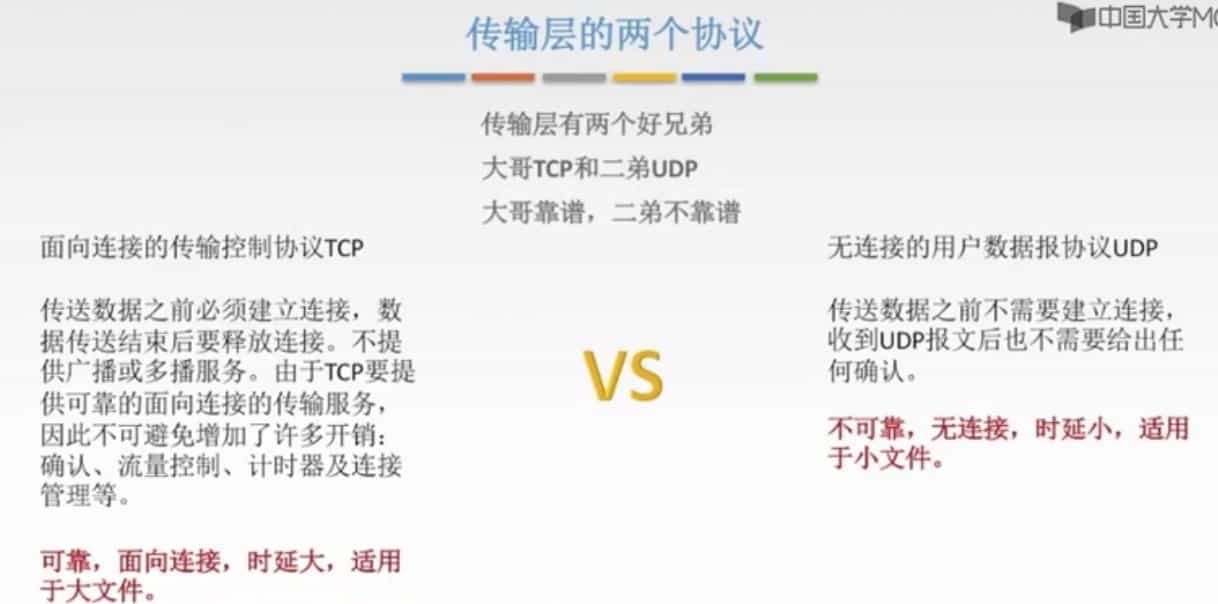 中国大学MO
传输层的两个协议
传输层有两个好兄弟
大哥TCP和二弟UDP
大哥靠谱，二弟不靠谱
面向连接的传输控制协议TCP
传送数据之前必须建立连接，数
据传送结束后要释放连接。不提
供广播或多播服务。由于TCP要提
供可靠的面向连接的传输服务，
因此不可避免增加了许多开销：
确认、流量控制、计时器及连接
管理等。
可靠，面向连接，时延大，适用
于大文件。
VS
无连接的用户数据报协议UDP
传送数据之前不需要建立连接，
收到UDP报文后也不需要给出任
何确认。
不可靠，无连接，时延小，适用
于小文件。